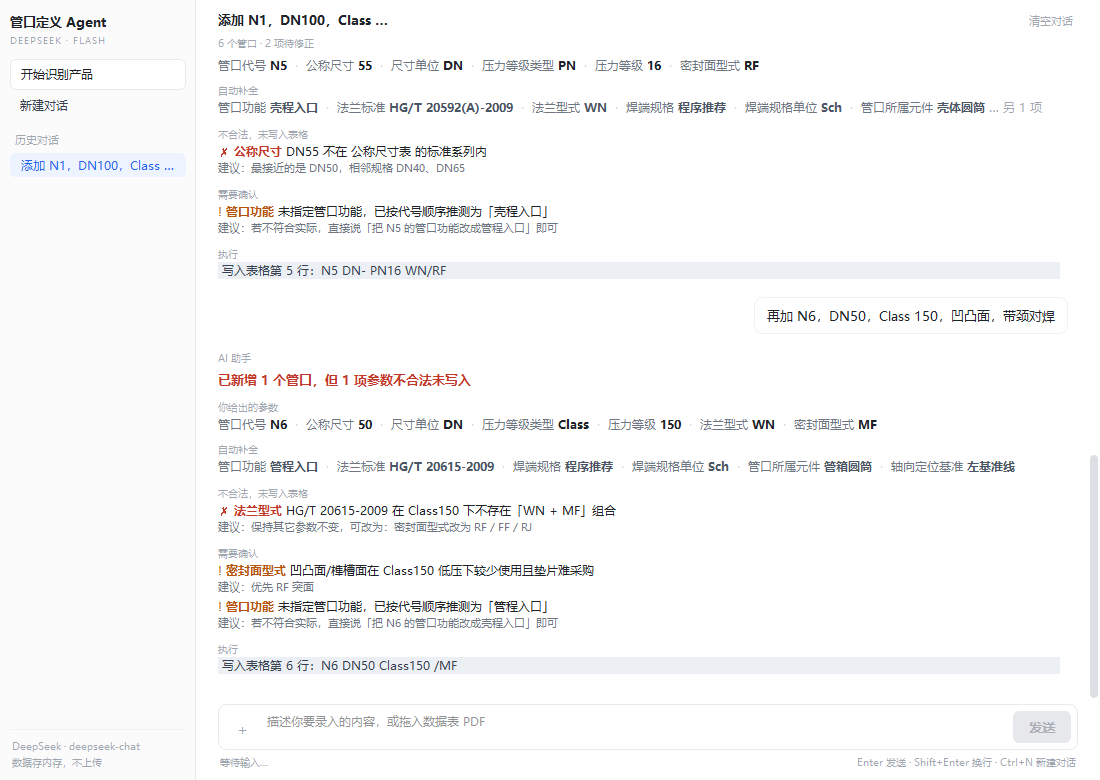 管口定义 Agent
DEEPSEEK · FLASH
开始识别产品
新建对话
历史对话
添加 N1，DN100，Class ...
DeepSeek · deepseek-chat
数据存内存，不上传
添加 N1，DN100，Class ...
清空对话
6 个管口 · 2 项待修正
管口代号 N5 · 公称尺寸 55 · 尺寸单位 DN · 压力等级类型 PN · 压力等级 16 · 密封面型式 RF
自动补全
管口功能 壳程入口 · 法兰标准 HG/T 20592(A)-2009 · 法兰型式 WN · 焊端规格 程序推荐 · 焊端规格单位 Sch · 管口所属元件 壳体圆筒 ... 另 1 项
不合法，未写入表格
✗ 公称尺寸 DN55 不在 公称尺寸表 的标准系列内
建议：最接近的是 DN50，相邻规格 DN40、DN65
需要确认
! 管口功能 未指定管口功能，已按代号顺序推测为「壳程入口」
建议：若不符合实际，直接说「把 N5 的管口功能改成管程入口」即可
执行
写入表格第 5 行：N5 DN- PN16 WN/RF
再加 N6，DN50，Class 150，凹凸面，带颈对焊
AI 助手
已新增 1 个管口，但 1 项参数不合法未写入
你给出的参数
管口代号 N6 · 公称尺寸 50 · 尺寸单位 DN · 压力等级类型 Class · 压力等级 150 · 法兰型式 WN · 密封面型式 MF
自动补全
管口功能 管程入口 · 法兰标准 HG/T 20615-2009 · 焊端规格 程序推荐 · 焊端规格单位 Sch · 管口所属元件 管箱圆筒 · 轴向定位基准 左基准线
不合法，未写入表格
✗ 法兰型式 HG/T 20615-2009 在 Class150 下不存在「WN + MF」组合
建议：保持其它参数不变，可改为：密封面型式改为 RF / FF / RJ
需要确认
! 密封面型式 凹凸面/榫槽面在 Class150 低压下较少使用且垫片难采购
建议：优先 RF 突面
! 管口功能 未指定管口功能，已按代号顺序推测为「管程入口」
建议：若不符合实际，直接说「把 N6 的管口功能改成壳程入口」即可
执行
写入表格第 6 行：N6 DN50 Class150 /MF
+ 描述你要录入的内容，或拖入数据表 PDF
发送
等待输入...
Enter 发送 · Shift+Enter 换行 · Ctrl+N 新建对话